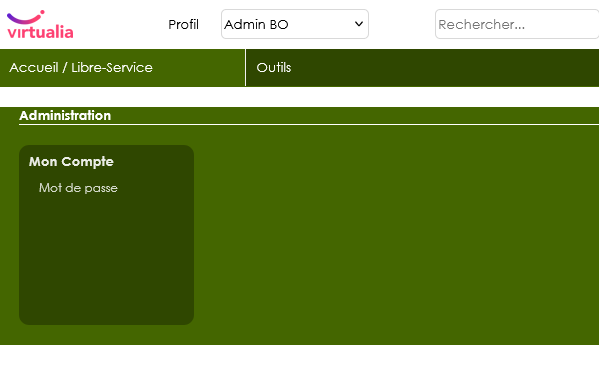 virtualia
Profil
Admin BO
Rechercher...
Accueil / Libre-Service
Outils
Administration
Mon Compte
Mot de passe